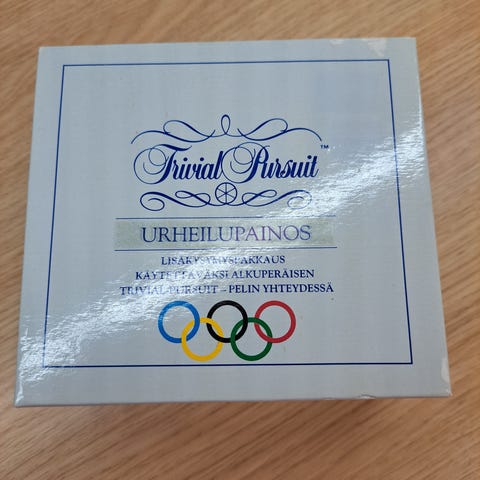 Trivial Pursuit™
URHEILUPAINOS
LISÄKYSYMYSPAKKAUS
KÄYTETTÄVÄKSI ALKUPERÄISEN
TRIVIAL PURSUIT – PELIN YHTEYDESSÄ